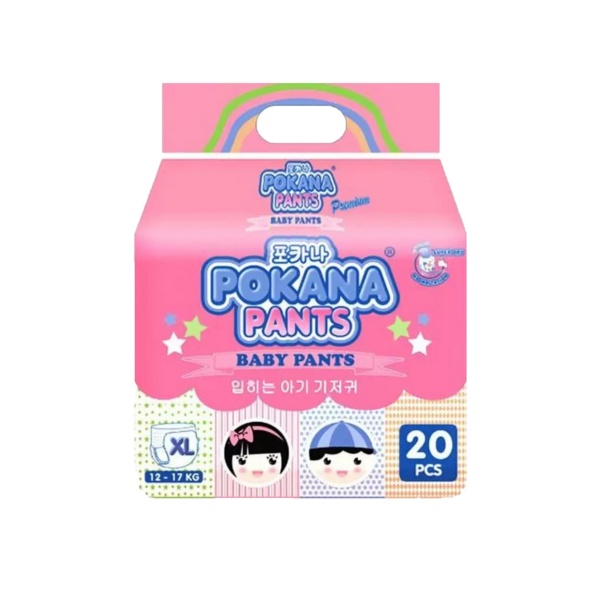 포카나
POKANA
PANTS
®
Premium
BABY PANTS
포카나
®
POKANA
PANTS
BABY PANTS
입히는 아기 기저귀
XL
12 - 17 KG
20
PCS